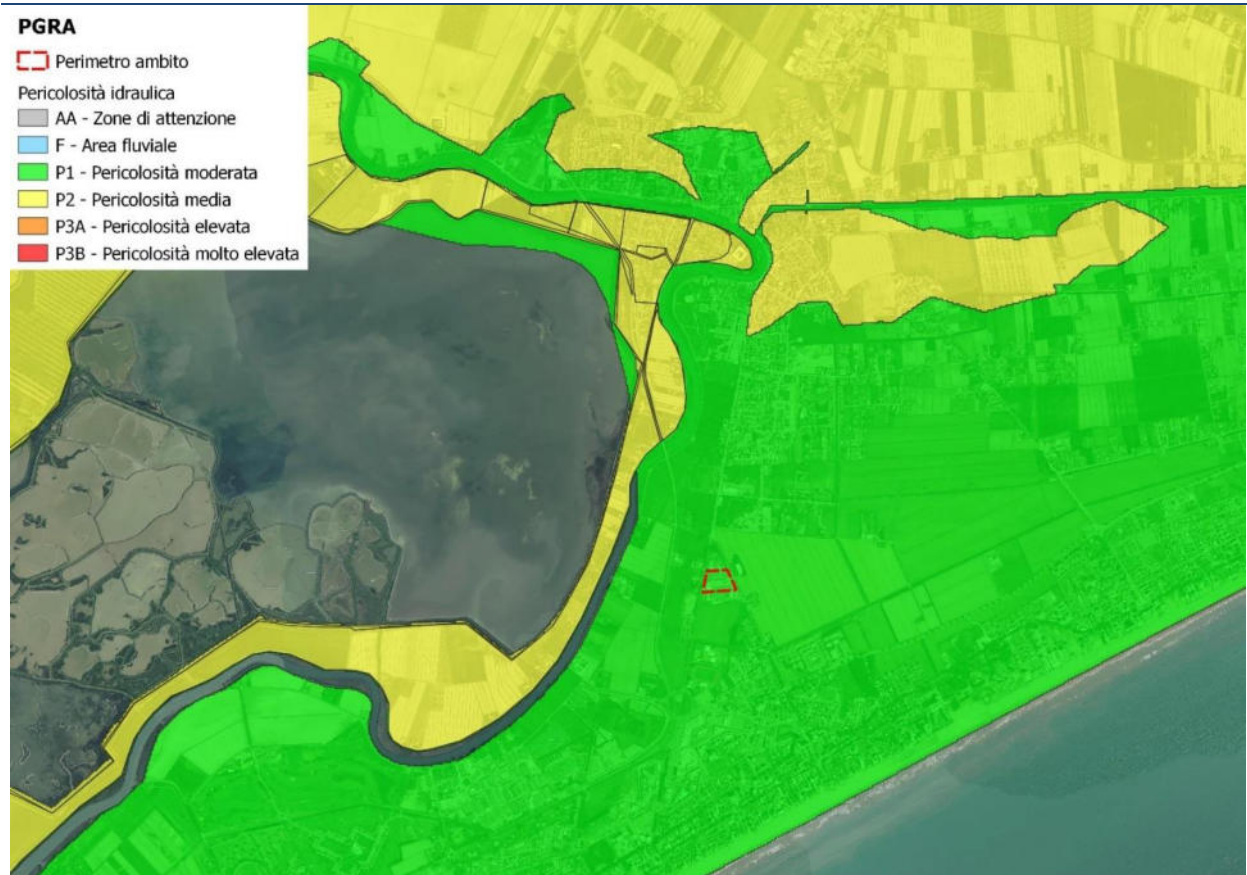 PGRA
Perimetro ambito
Pericolosità idraulica
AA - Zone di attenzione
F - Area fluviale
P1 - Pericolosità moderata
P2 - Pericolosità media
P3A - Pericolosità elevata
P3B - Pericolosità molto elevata